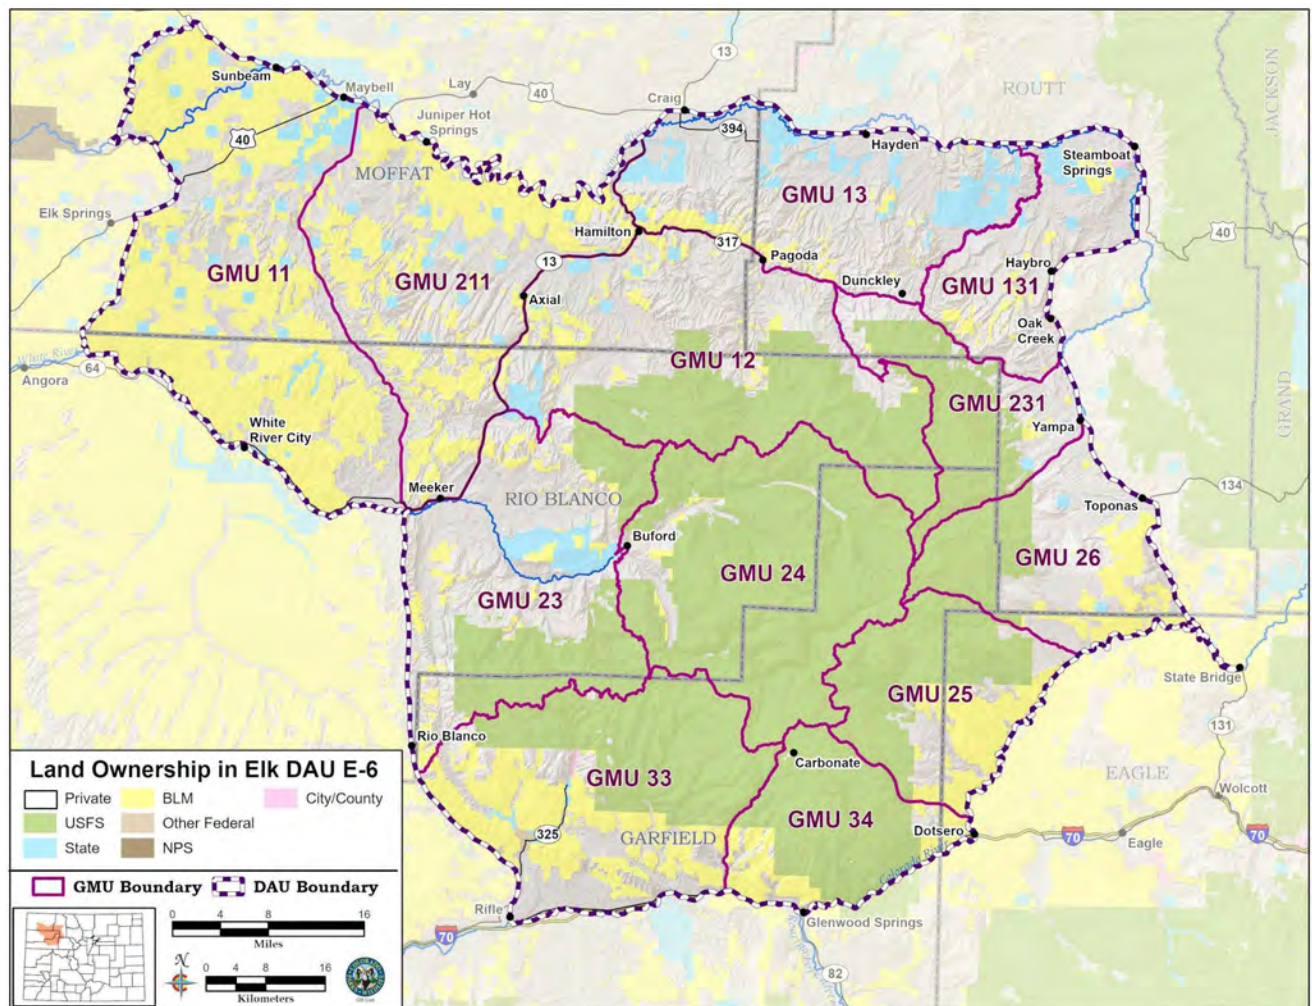 13
JACKSON
ROUTT
Sunbeam
Maybell
Lay
40
Craig
394
Juniper Hot
Springs
Hayden
40
Steamboat
Springs
MOFFAT
GMU 13
Elk Springs
Hamilton
317
40
Pagoda
13
Haybro
GMU 11
GMU 211
Dunckley
GMU 131
Axial
Oak
Creek
White River
64
Angora
GMU 12
GMU 231
GRAND
White
River City
Yampa
Meeker
RIO BLANCO
134
Toponas
Buford
GMU 26
GMU 24
GMU 23
State Bridge
GMU 25
131
Rio Blanco
Carbonate
GMU 33
EAGLE
Wolcott
GMU 34
325
GARFIELD
Dotsero
70
Eagle
70
Colorado River
Rifle
70
Glenwood Springs
82
Land Ownership in Elk DAU E-6
Private
BLM
City/County
USFS
Other Federal
State
NPS
GMU Boundary
DAU Boundary
0 4 8 16
Miles
N
0 4 8 16
Kilometers